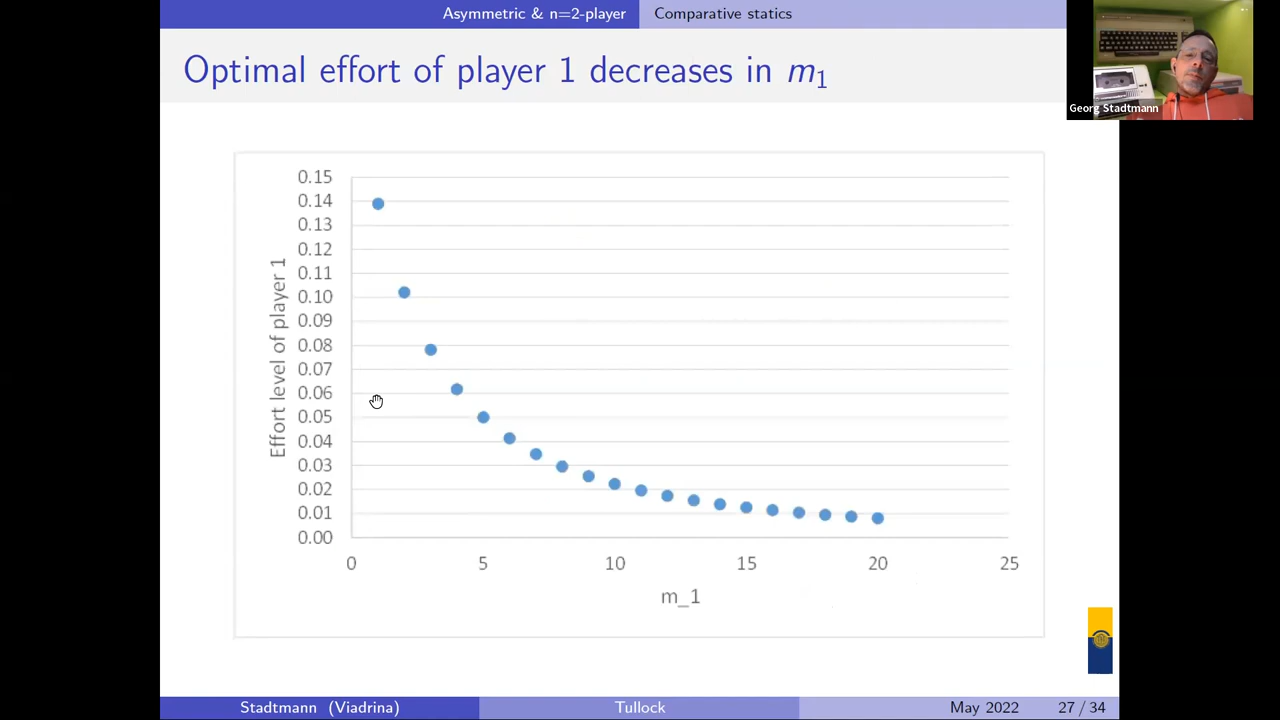 Asymmetric & n=2-player Comparative statics
Optimal effort of player 1 decreases in m₁
Georg Stadtmann
0.15
0.14
0.13
0.12
0.11
0.10
0.09
0.08
0.07
0.06
0.05
0.04
0.03
0.02
0.01
0.00
Effort level of player 1
0 5 10 15 20 25
m_1
Stadtmann (Viadrina) Tullock May 2022 27 / 34